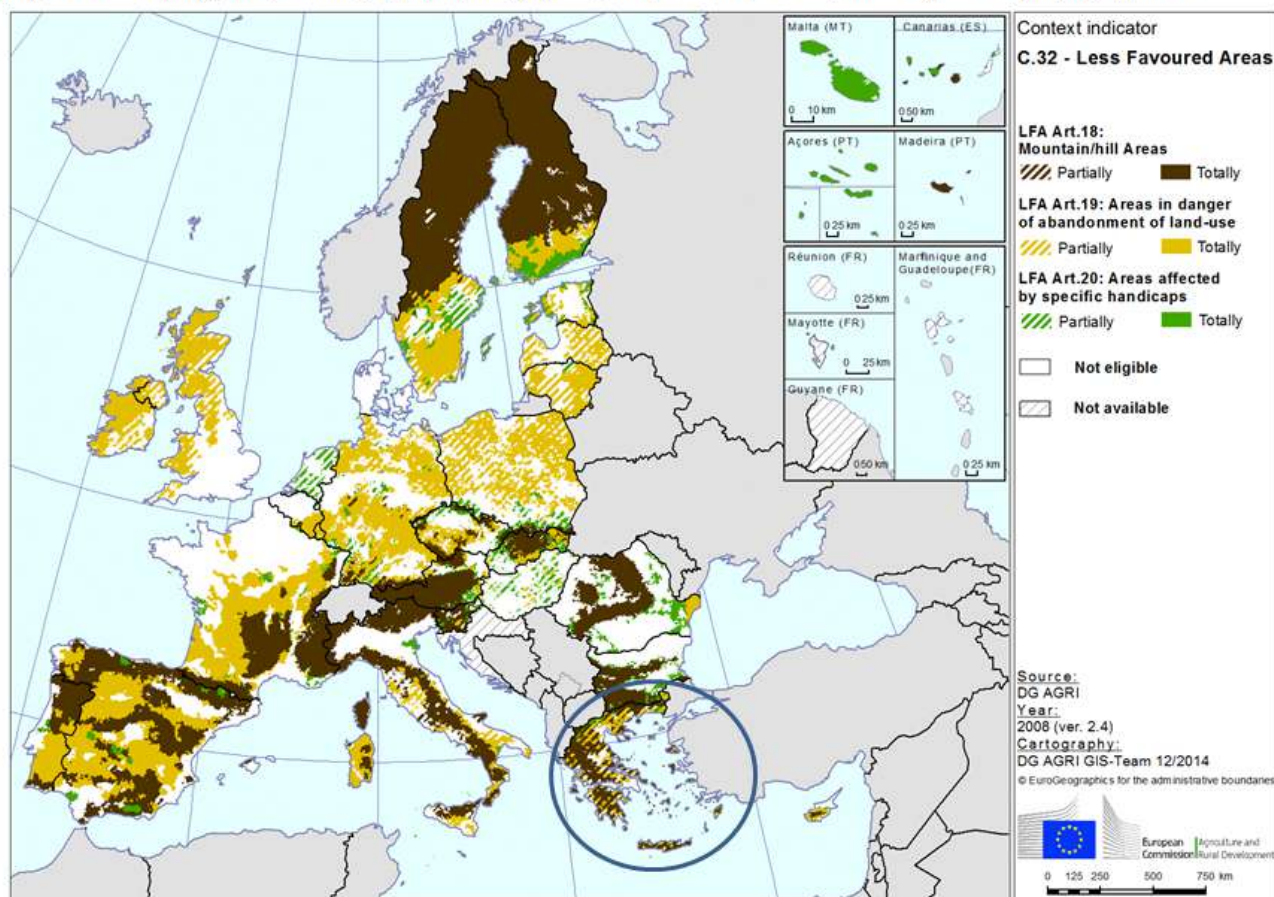 Malta (MT)
0 10 km
Canarias (ES)
0 50 km
Açores (PT)
0 25 km
Madeira (PT)
0 25 km
Réunion (FR)
0 25 km
Mayotte (FR)
0 25 km
Guyane (FR)
0 50 km
Martinique and
Guadeloupe(FR)
0 25 km
Context indicator
C.32 - Less Favoured Areas
LFA Art.18:
Mountain/hill Areas
Partially Totally
LFA Art.19: Areas in danger
of abandonment of land-use
Partially Totally
LFA Art.20: Areas affected
by specific handicaps
Partially Totally
Not eligible
Not available
Source:
DG AGRI
Year:
2008 (ver. 2.4)
Cartography:
DG AGRI GIS-Team 12/2014
© EuroGeographics for the administrative boundaries
European
Commission
Agriculture and
Rural Development
0 125 250 500 750 km